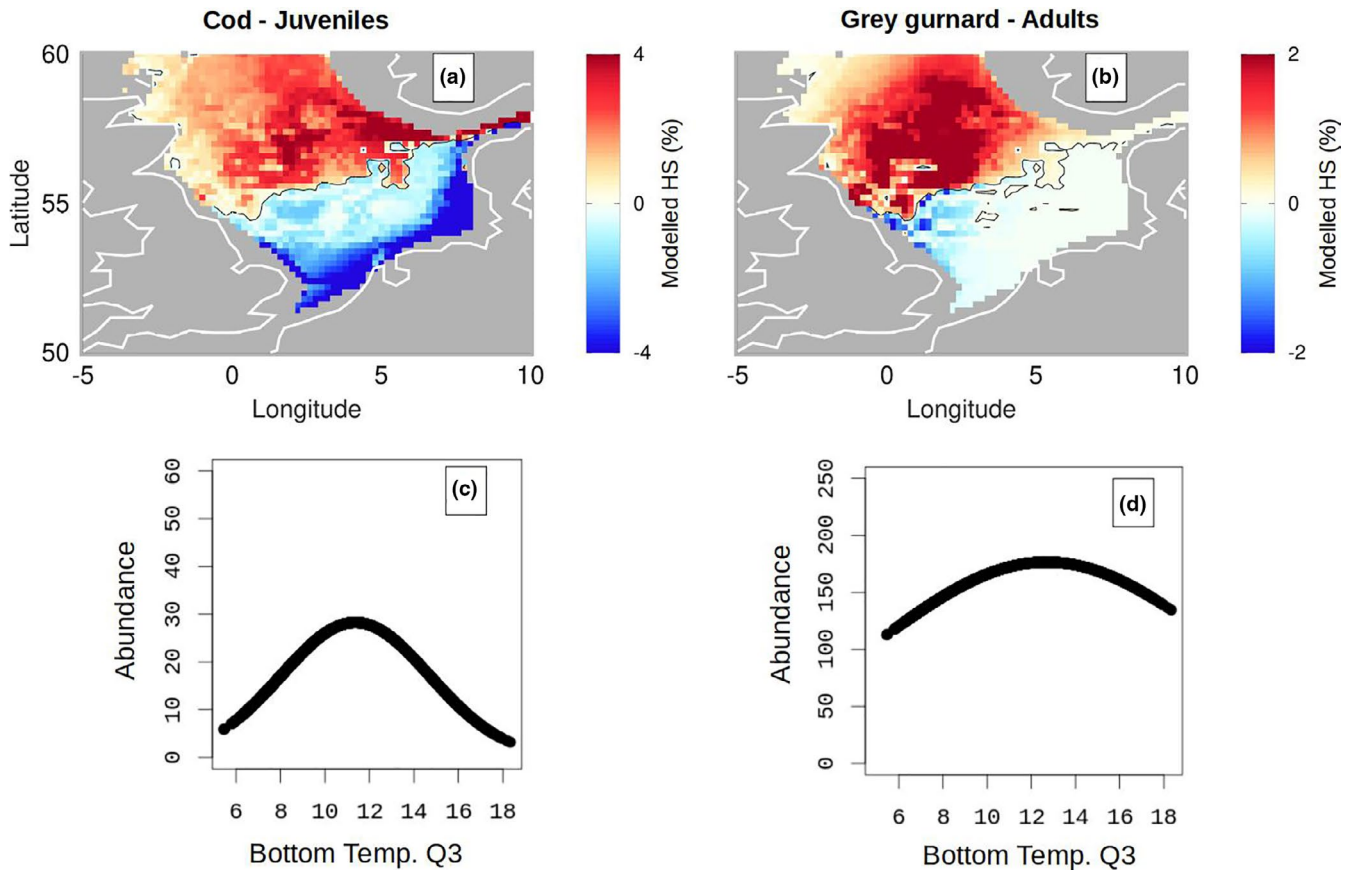 Cod - Juveniles
Grey gurnard - Adults
60
55
50
Latitude
(a)
-5
0
5
10
Longitude
4
0
-4
Modelled HS (%)
(b)
-5
0
5
10
Longitude
2
0
-2
Modelled HS (%)
60
50
40
30
20
10
0
Abundance
(c)
6 8 10 12 14 16 18
Bottom Temp. Q3
250
200
150
100
50
0
Abundance
(d)
6 8 10 12 14 16 18
Bottom Temp. Q3